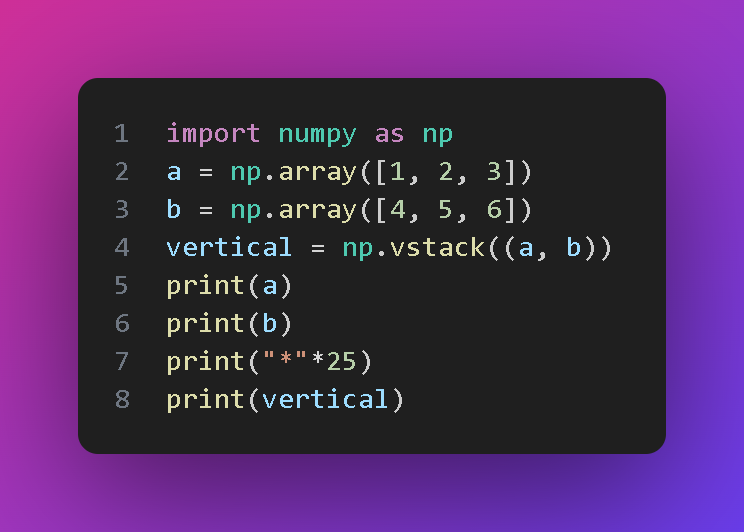 1 import numpy as np
2 a = np.array([1, 2, 3])
3 b = np.array([4, 5, 6])
4 vertical = np.vstack((a, b))
5 print(a)
6 print(b)
7 print("*"*25)
8 print(vertical)